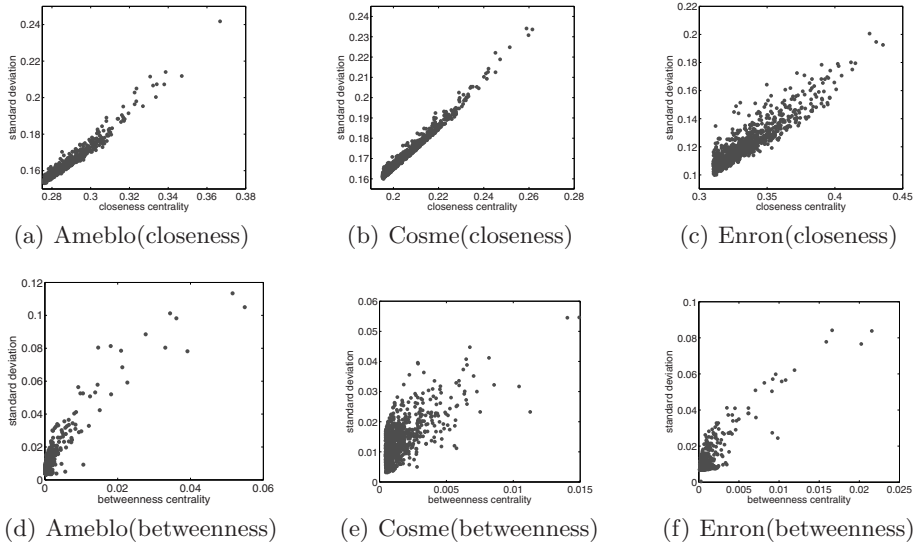 0.24
0.22
0.2
0.18
0.16
standard deviation
0.28 0.3 0.32 0.34 0.36 0.38
closeness centrality
(a) Ameblo(closeness)
0.24
0.23
0.22
0.21
0.2
0.19
0.18
0.17
0.16
standard deviation
0.2 0.22 0.24 0.26 0.28
closeness centrality
(b) Cosme(closeness)
0.22
0.2
0.18
0.16
0.14
0.12
0.1
standard deviation
0.3 0.35 0.4 0.45
closeness centrality
(c) Enron(closeness)
0.12
0.1
0.08
0.06
0.04
0.02
0
standard deviation
0 0.02 0.04 0.06
betweenness centrality
(d) Ameblo(betweenness)
0.06
0.05
0.04
0.03
0.02
0.01
0
standard deviation
0 0.005 0.01 0.015
betweenness centrality
(e) Cosme(betweenness)
0.1
0.08
0.06
0.04
0.02
0
standard deviation
0 0.005 0.01 0.015 0.02 0.025
betweenness centrality
(f) Enron(betweenness)